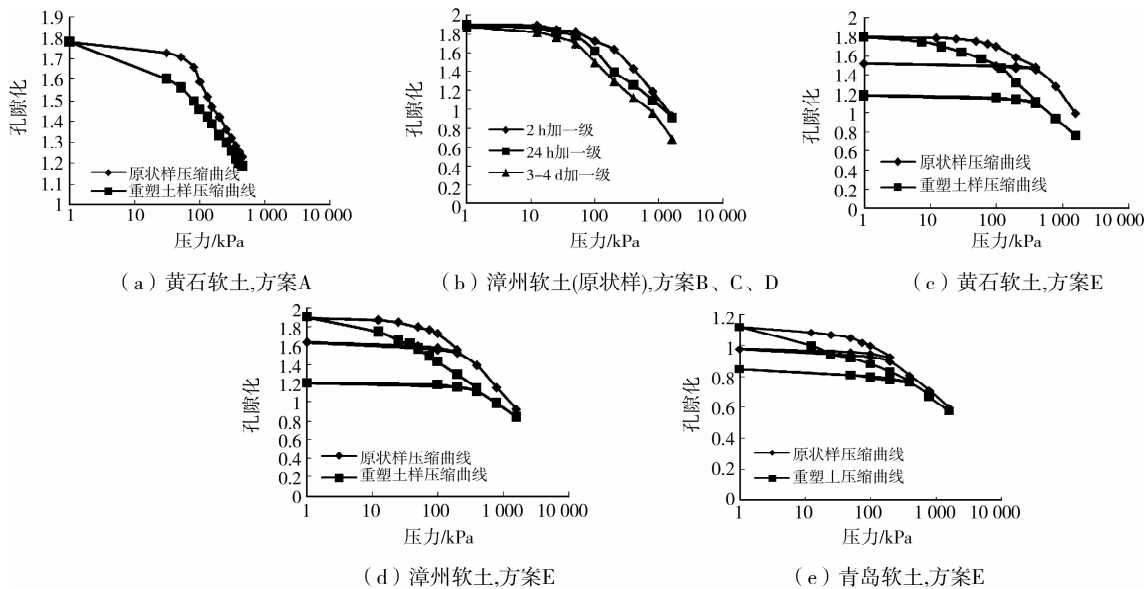 1.9
1.8
1.7
1.6
1.5
1.4
1.3
1.2
1.1
1
孔隙化
原状样压缩曲线
重塑土样压缩曲线
1 10 100 1 000 10 000
压力/kPa
(a)黄石软土,方案A
2
1.8
1.6
1.4
1.2
1
0.8
0.6
0.4
0.2
0
孔隙化
2 h加一级
24 h加一级
3-4 d加一级
1 10 100 1 000 10 000
压力/kPa
(b)漳州软土(原状样),方案B、C、D
2
1.8
1.6
1.4
1.2
1
0.8
0.6
0.4
0.2
0
孔隙化
原状样压缩曲线
重塑土样压缩曲线
1 10 100 1 000 10 000
压力/kPa
(c)黄石软土,方案E
2
1.8
1.6
1.4
1.2
1
0.8
0.6
0.4
0.2
0
孔隙化
原状样压缩曲线
重塑土样压缩曲线
1 10 100 1 000 10 000
压力/kPa
(d)漳州软土,方案E
1.2
1
0.8
0.6
0.4
0.2
0
孔隙化
原状样压缩曲线
重塑上压缩曲线
1 10 100 1 000 10 000
压力/kPa
(e)青岛软土,方案E